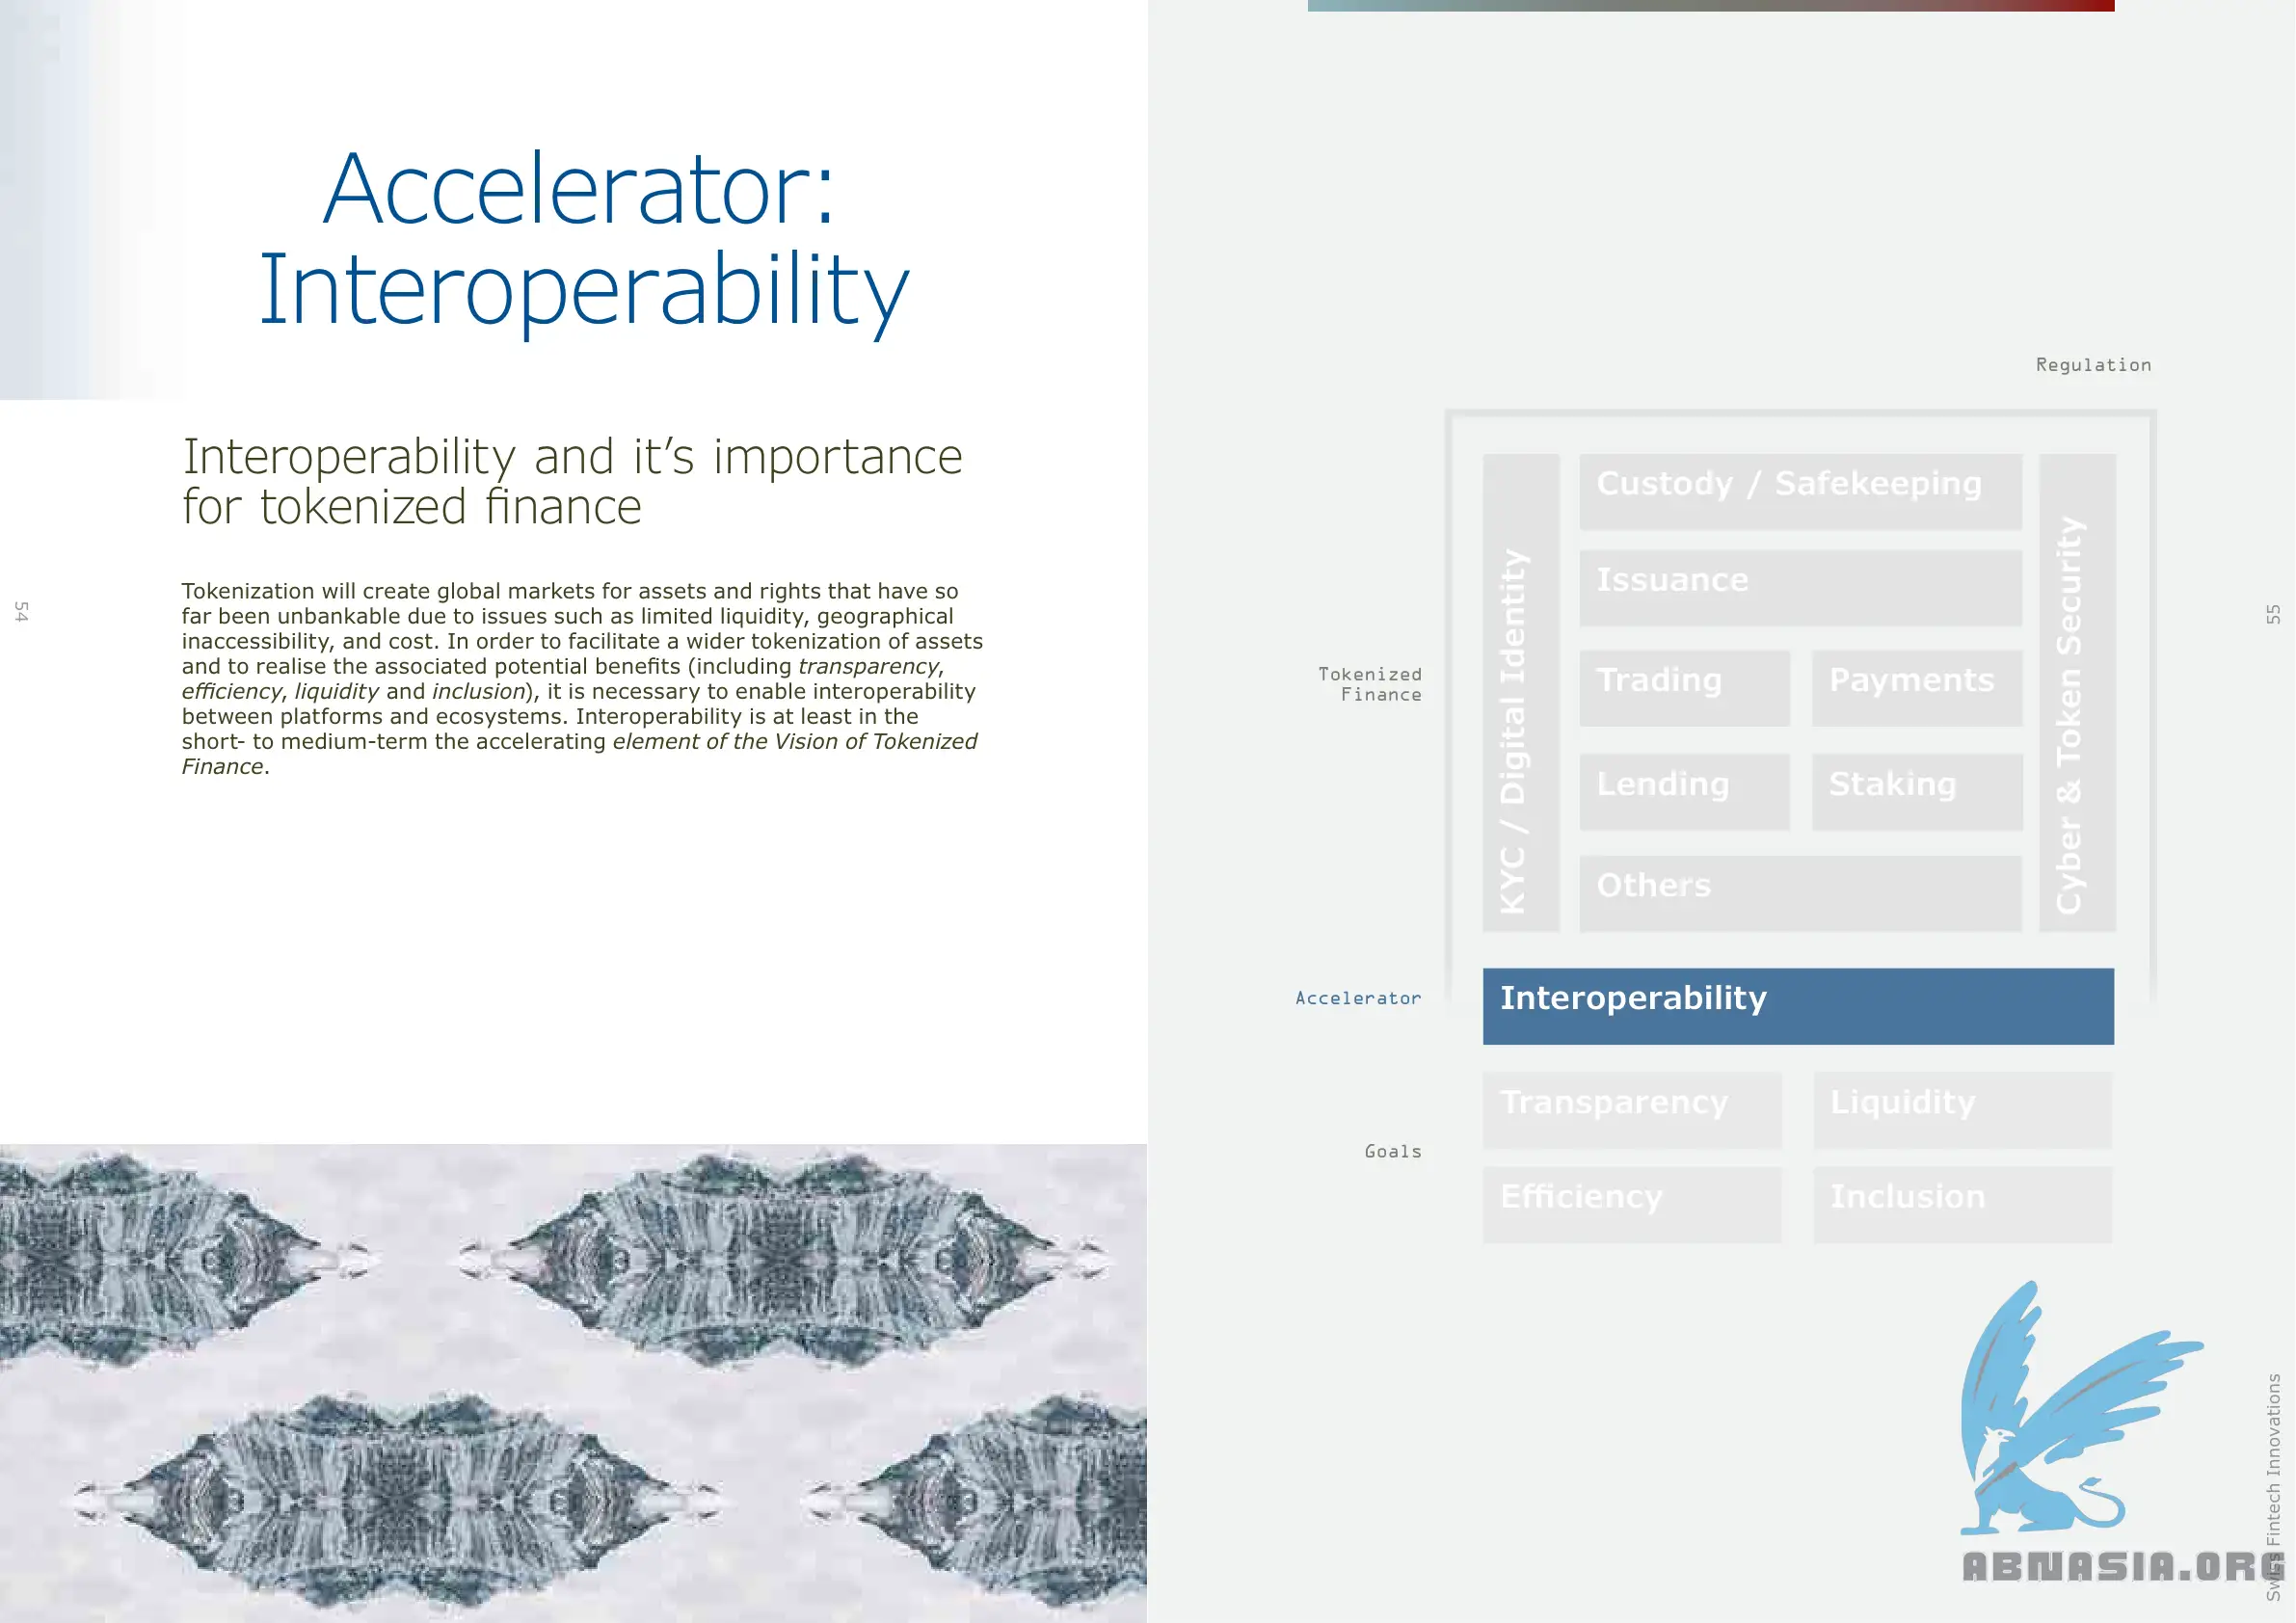 Accelerator:
Interoperability
Interoperability and it’s importance
for tokenized finance
Tokenization will create global markets for assets and rights that have so
far been unbankable due to issues such as limited liquidity, geographical
inaccessibility, and cost. In order to facilitate a wider tokenization of assets
and to realise the associated potential benefits (including transparency,
efficiency, liquidity and inclusion), it is necessary to enable interoperability
between platforms and ecosystems. Interoperability is at least in the
short- to medium-term the accelerating element of the Vision of Tokenized
Finance.
54
Regulation
Tokenized
Finance
KYC / Digital Identity
Custody / Safekeeping
Issuance
Trading
Payments
Lending
Staking
Others
Cyber & Token Security
Accelerator
Interoperability
Goals
Transparency
Liquidity
Efficiency
Inclusion
55
Swiss Fintech Innovations
ABNASIA.ORG